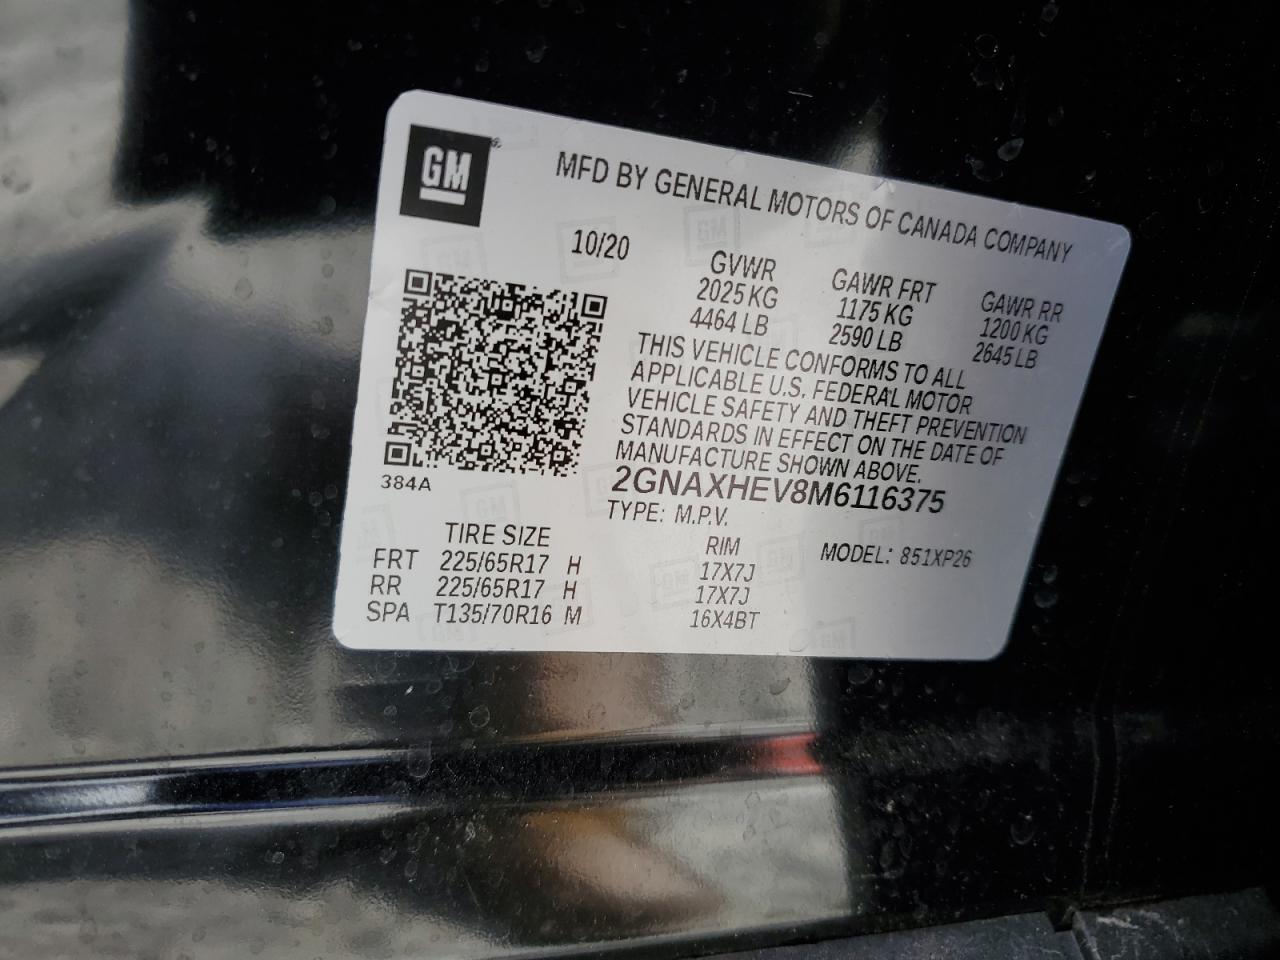 GM
MFD BY GENERAL MOTORS OF CANADA COMPANY
10/20
GVWR GAWR FRT GAWR RR
2025 KG 1175 KG 1200 KG
4464 LB 2590 LB 2645 LB
THIS VEHICLE CONFORMS TO ALL
APPLICABLE U.S. FEDERAL MOTOR
VEHICLE SAFETY AND THEFT PREVENTION
STANDARDS IN EFFECT ON THE DATE OF
MANUFACTURE SHOWN ABOVE.
384A
2GNAXHEV8M6116375
TYPE: M.P.V.
TIRE SIZE RIM MODEL: 851XP26
FRT 225/65R17 H 17X7J
RR 225/65R17 H 17X7J
SPA T135/70R16 M 16X4BT